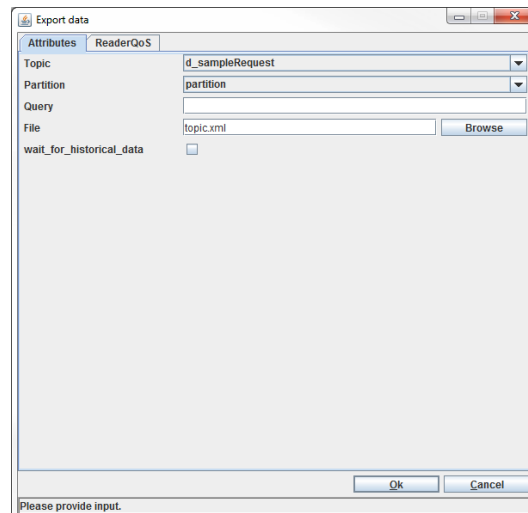 Export data
Attributes ReaderQoS
Topic d_sampleRequest
Partition partition
Query
File topic.xml Browse
wait_for_historical_data
Ok Cancel
Please provide input.